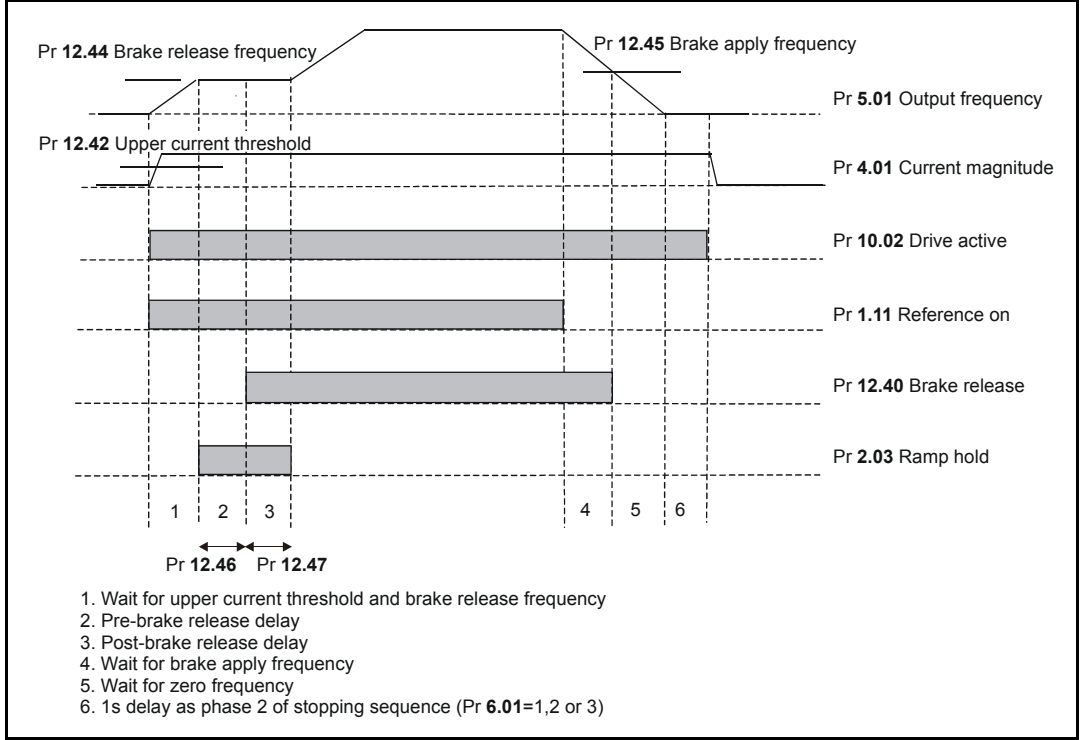 Pr 12.44 Brake release frequency
Pr 12.45 Brake apply frequency
Pr 5.01 Output frequency
Pr 12.42 Upper current threshold
Pr 4.01 Current magnitude
Pr 10.02 Drive active
Pr 1.11 Reference on
Pr 12.40 Brake release
Pr 2.03 Ramp hold
1 2 3 4 5 6
Pr 12.46 Pr 12.47
1. Wait for upper current threshold and brake release frequency
2. Pre-brake release delay
3. Post-brake release delay
4. Wait for brake apply frequency
5. Wait for zero frequency
6. 1s delay as phase 2 of stopping sequence (Pr 6.01=1,2 or 3)